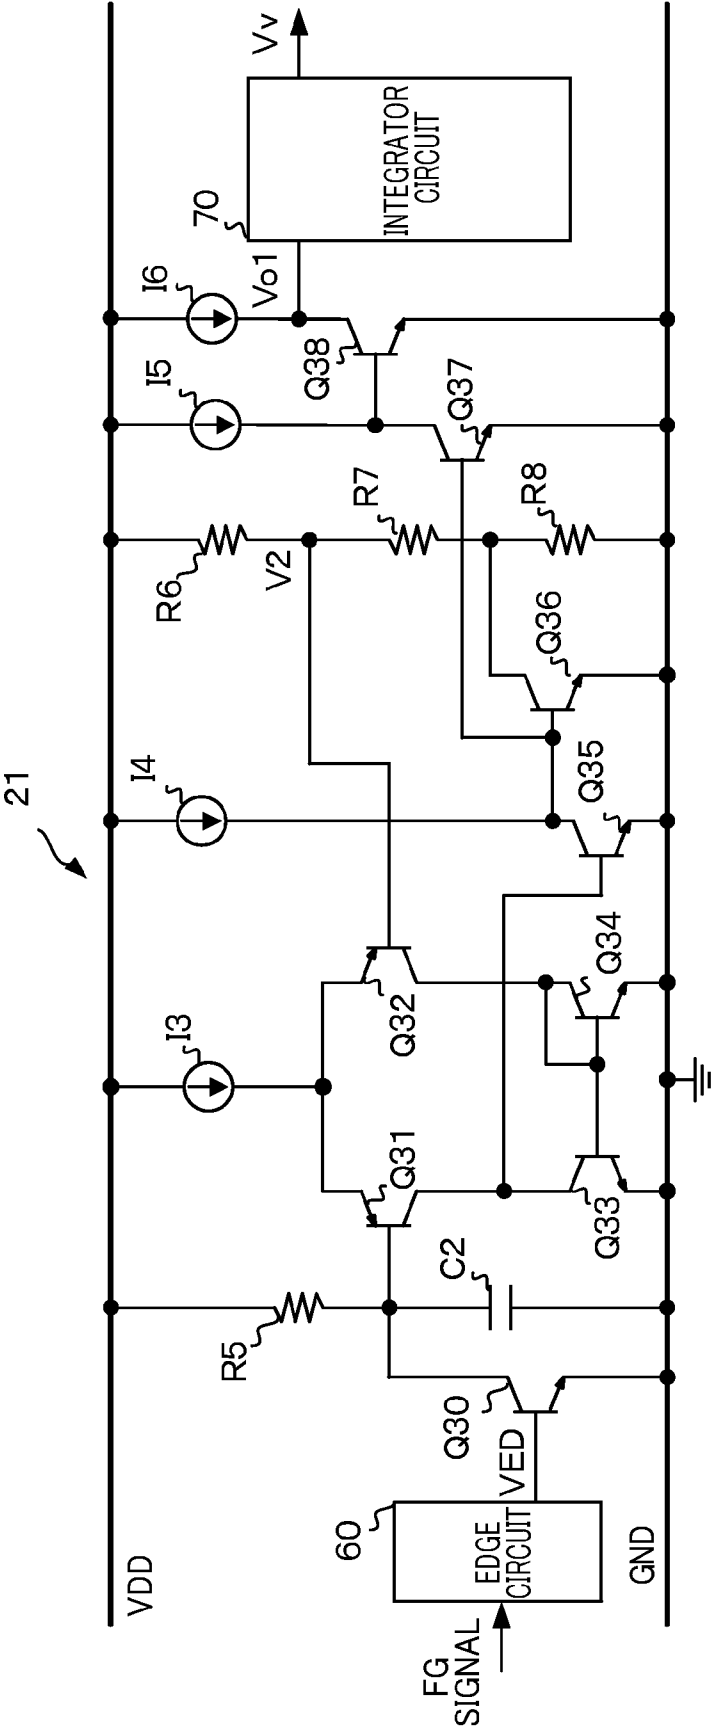 21
VDD
FG
SIGNAL
60
EDGE
CIRCUIT
VED
Q30
R5
C2
Q31
I3
Q32
Q33
Q34
I4
Q35
Q36
R6
V2
R7
R8
I5
Q37
I6
Q38
Vo1
70
INTEGRATOR
CIRCUIT
Vv
GND